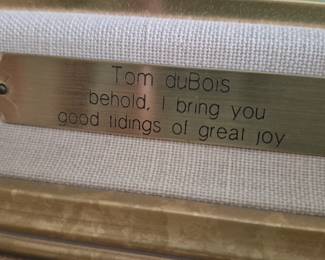 Tom duBois
behold, I bring you
good tidings of great joy